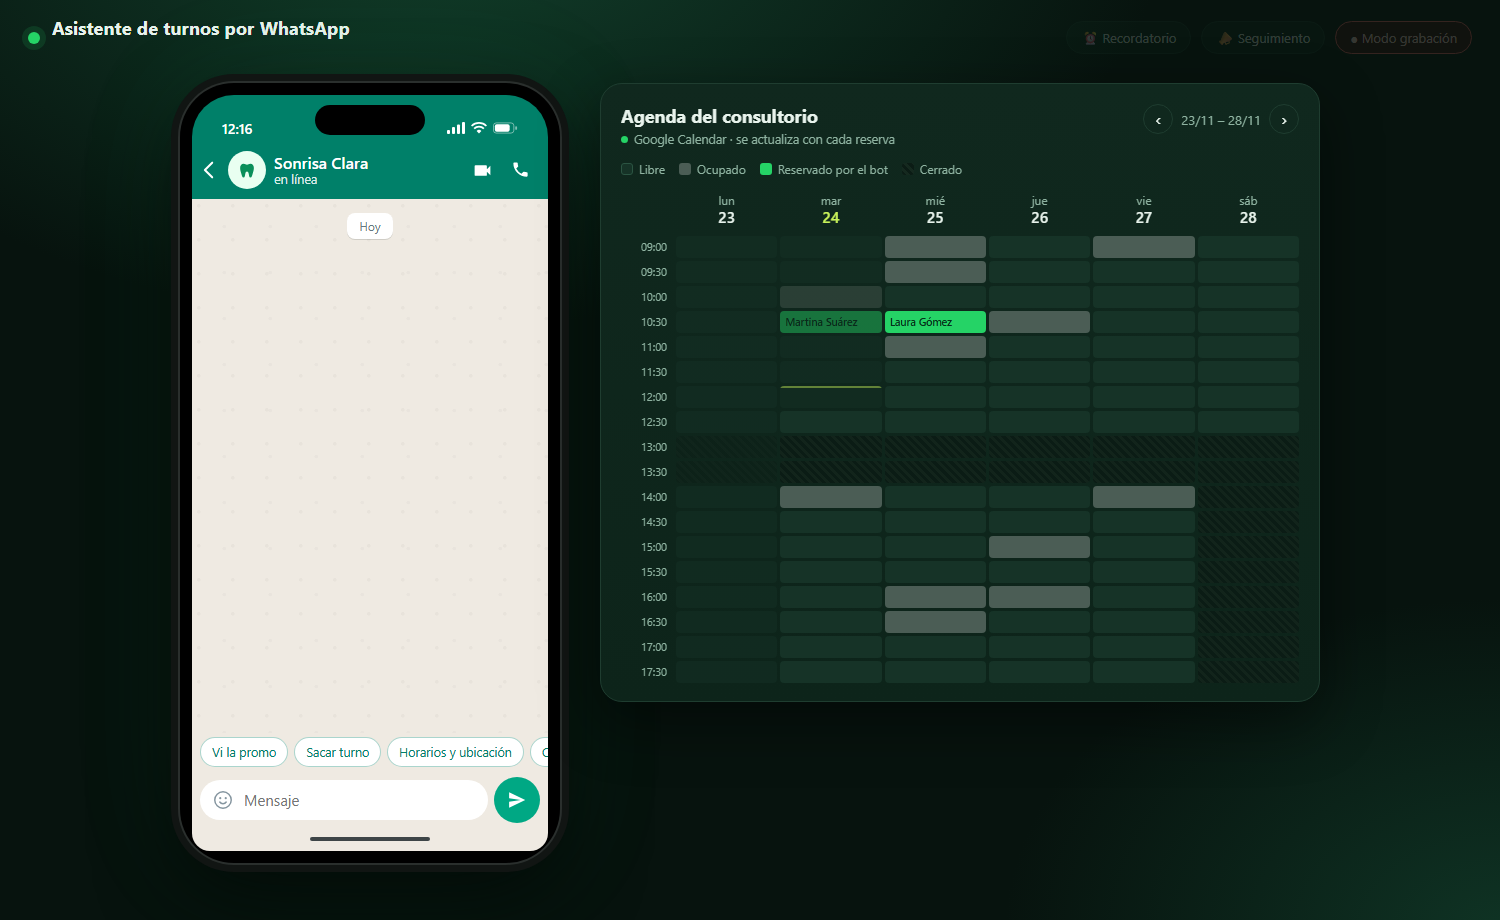 Asistente de turnos por WhatsApp
Recordatorio
Seguimiento
Modo grabación
12:16
Sonrisa Clara
en línea
Hoy
Vi la promo
Sacar turno
Horarios y ubicación
Mensaje
Agenda del consultorio
Google Calendar · se actualiza con cada reserva
23/11 – 28/11
Libre
Ocupado
Reservado por el bot
Cerrado
lun mar mié jue vie sáb
23 24 25 26 27 28
09:00
09:30
10:00
10:30 Martina Suárez Laura Gómez
11:00
11:30
12:00
12:30
13:00
13:30
14:00
14:30
15:00
15:30
16:00
16:30
17:00
17:30